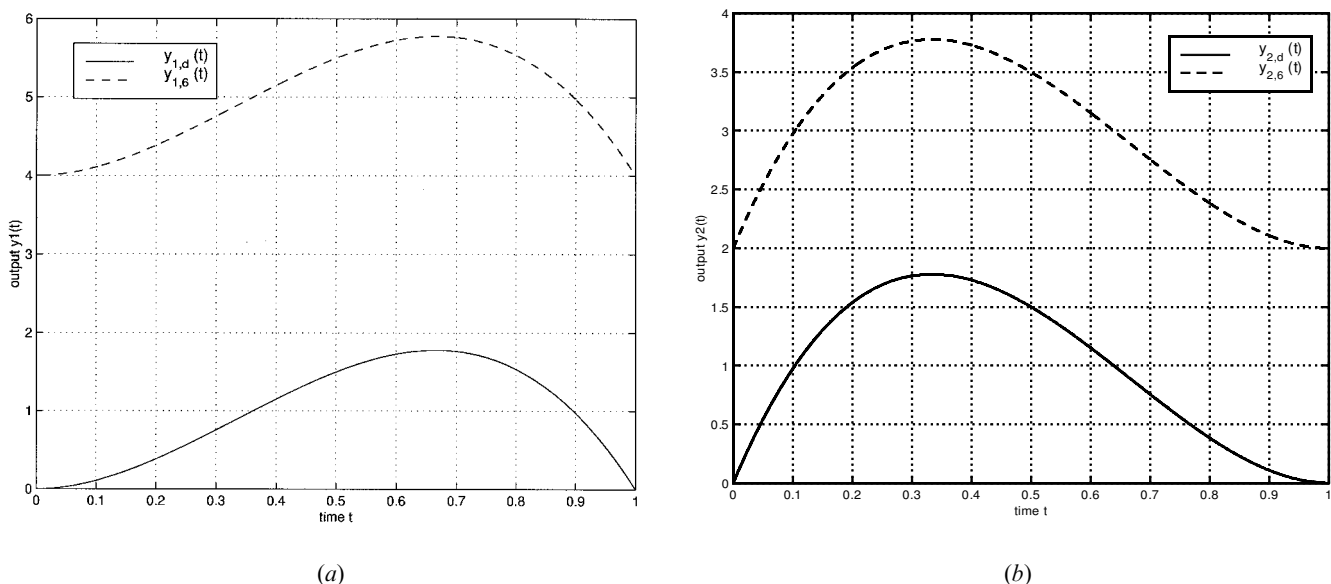 6
5
4
3
2
1
0
output y1(t)
y1,d (t)
y1,6 (t)
0 0.1 0.2 0.3 0.4 0.5 0.6 0.7 0.8 0.9 1
time t
(a)
4
3.5
3
2.5
2
1.5
1
0.5
0
output y2(t)
y2,d (t)
y2,6 (t)
0 0.1 0.2 0.3 0.4 0.5 0.6 0.7 0.8 0.9 1
time t
(b)